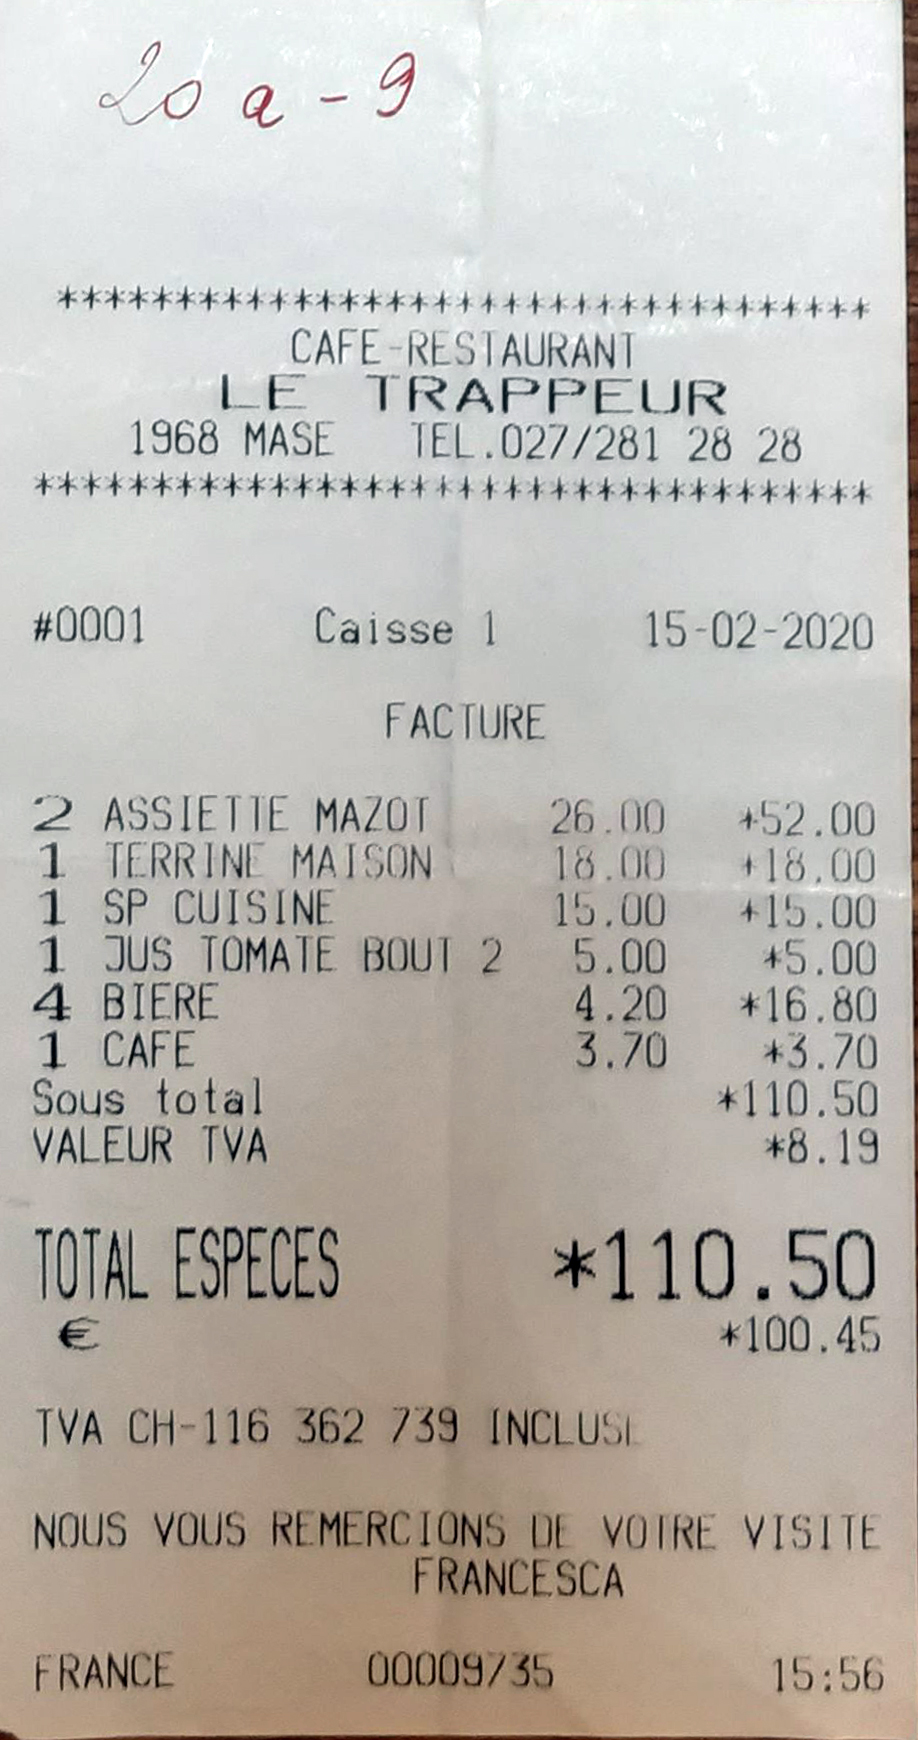 20 a - 9
***********************************
CAFE-RESTAURANT
LE TRAPPEUR
1968 MASE TEL.027/281 28 28
************************************
#0001 Caisse 1 15-02-2020
FACTURE
2 ASSIETTE MAZOT 26.00 *52.00
1 TERRINE MAISON 18.00 *18.00
1 SP CUISINE 15.00 *15.00
1 JUS TOMATE BOUT 2 5.00 *5.00
4 BIERE 4.20 *16.80
1 CAFE 3.70 *3.70
Sous total *110.50
VALEUR TVA *8.19
TOTAL ESPECES *110.50
€ *100.45
TVA CH-116 362 739 INCLUSE
NOUS VOUS REMERCIONS DE VOTRE VISITE
FRANCESCA
FRANCE 00009735 15:56